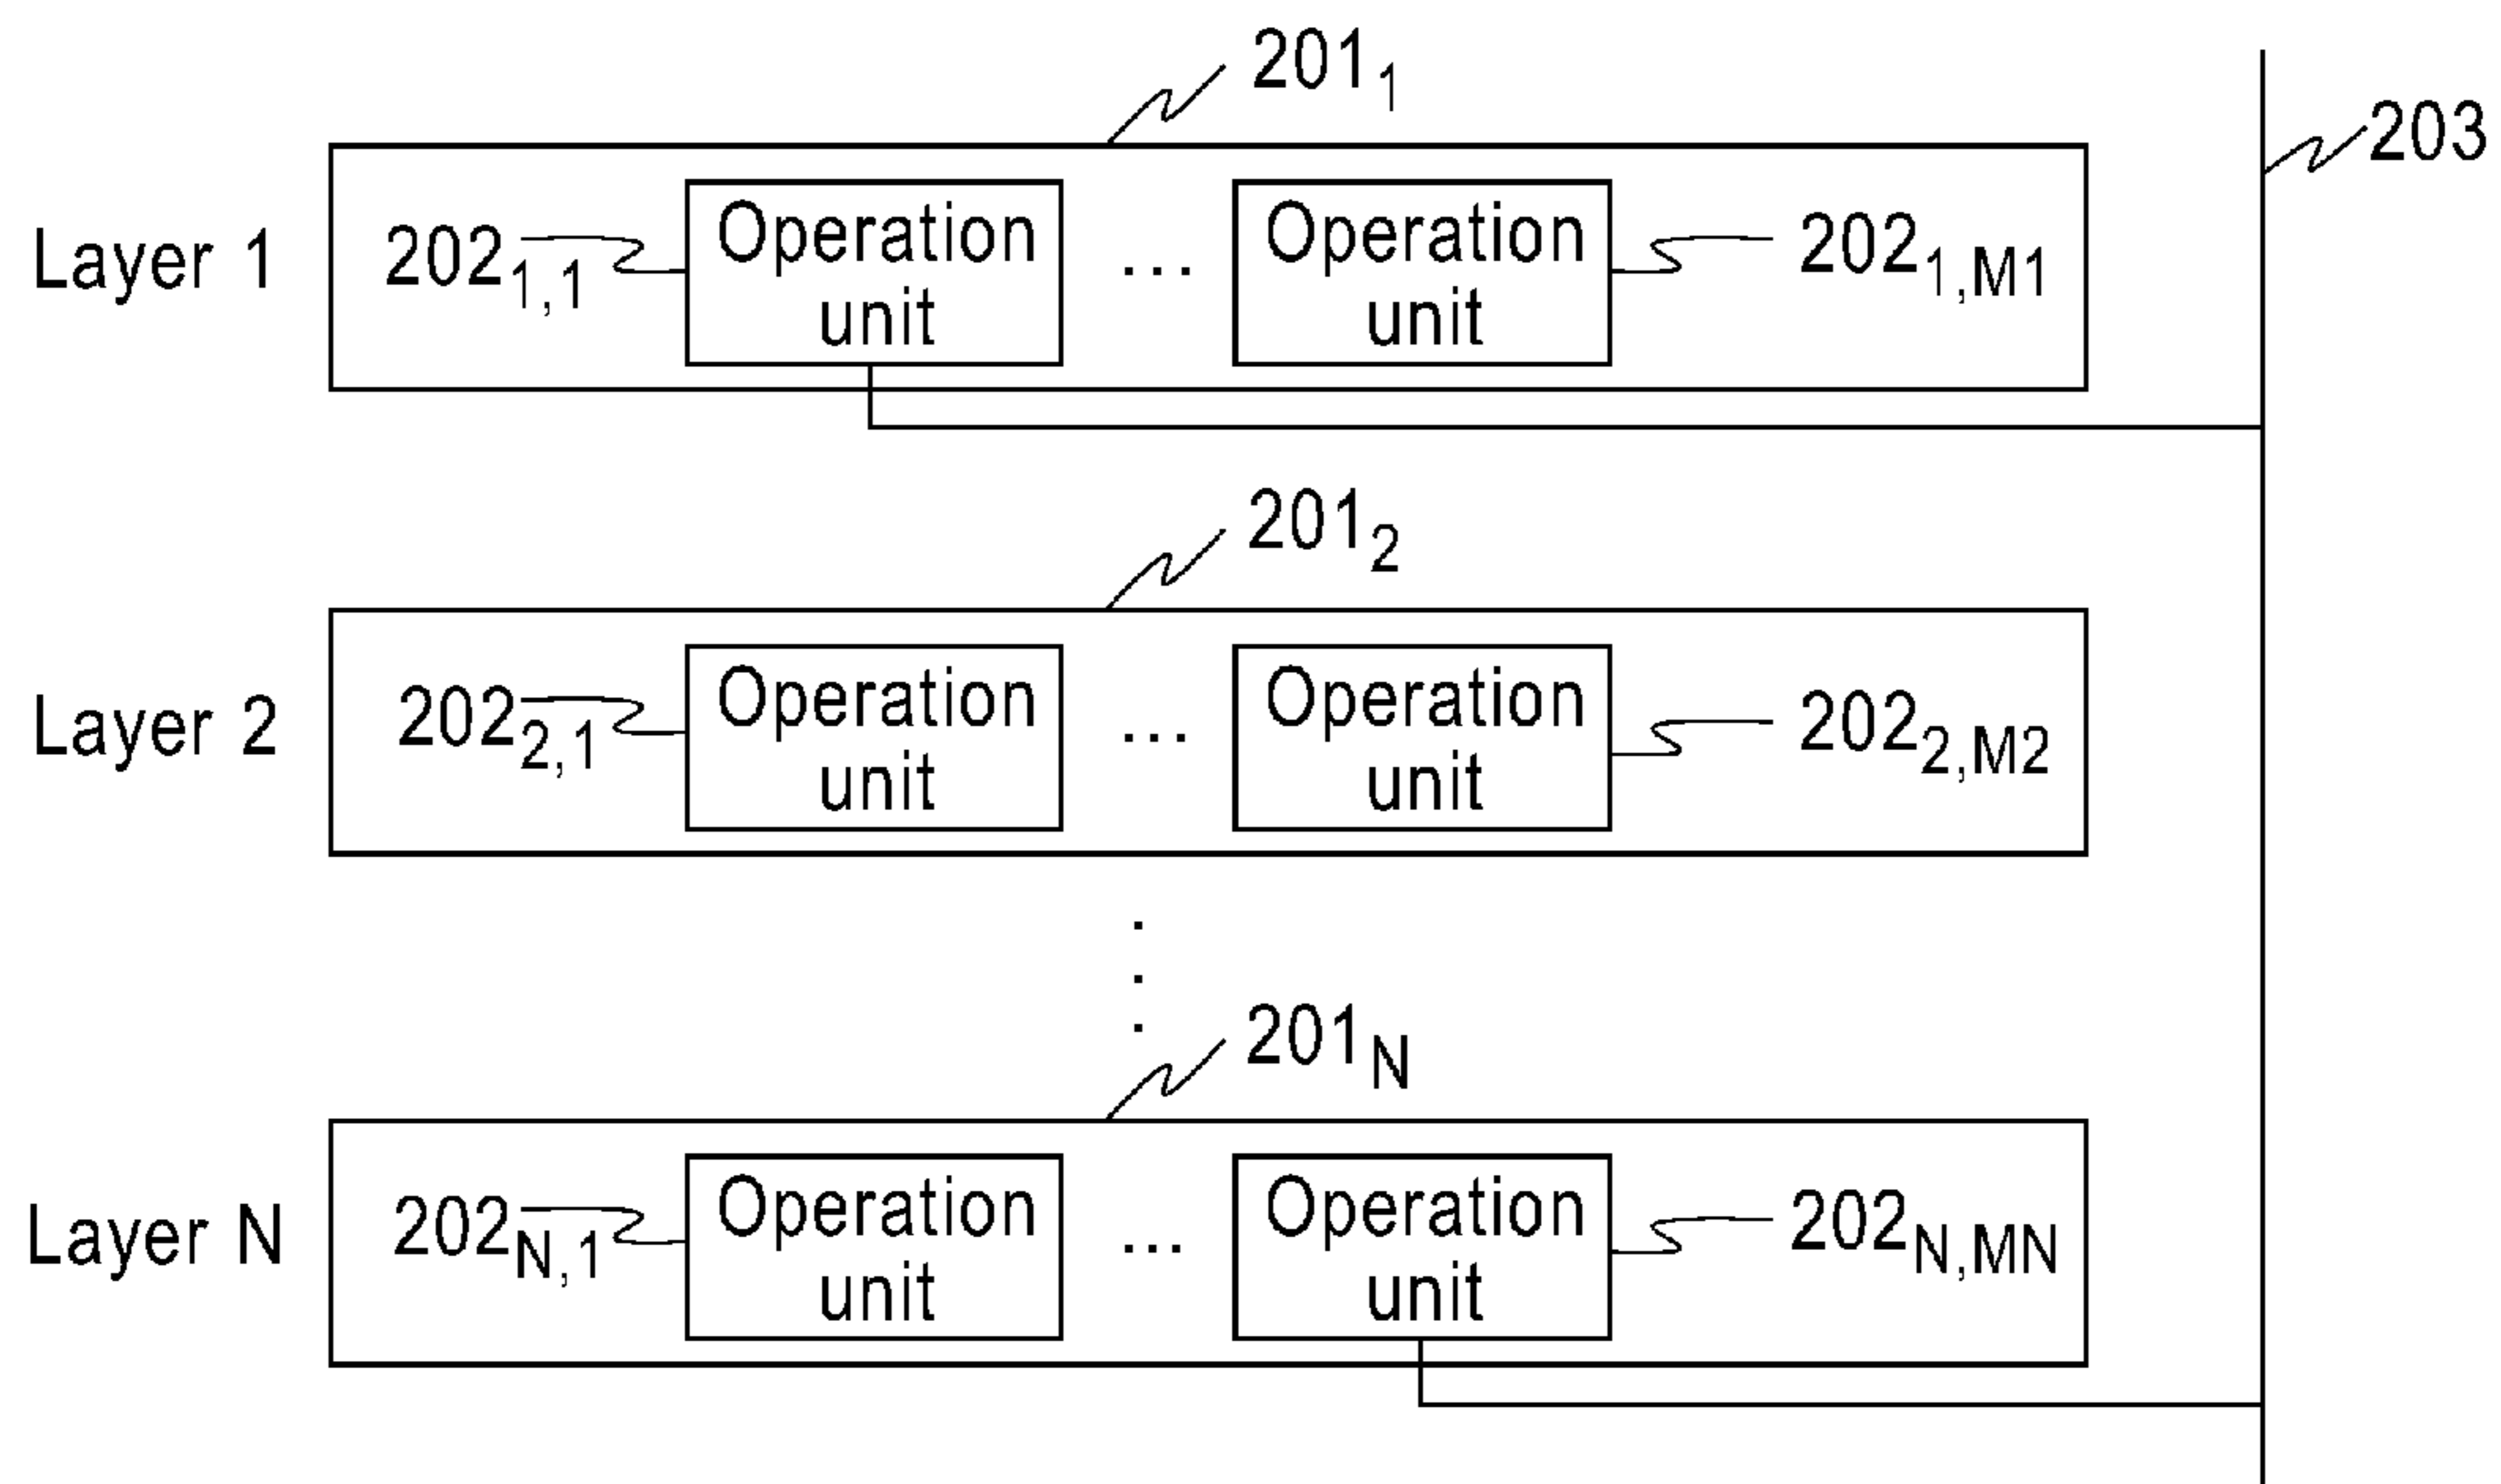 201₁
203
Layer 1
202₁,₁
Operation
unit
...
Operation
unit
202₁,M1
201₂
Layer 2
202₂,₁
Operation
unit
...
Operation
unit
202₂,M2
201N
Layer N
202N,1
Operation
unit
...
Operation
unit
202N,MN